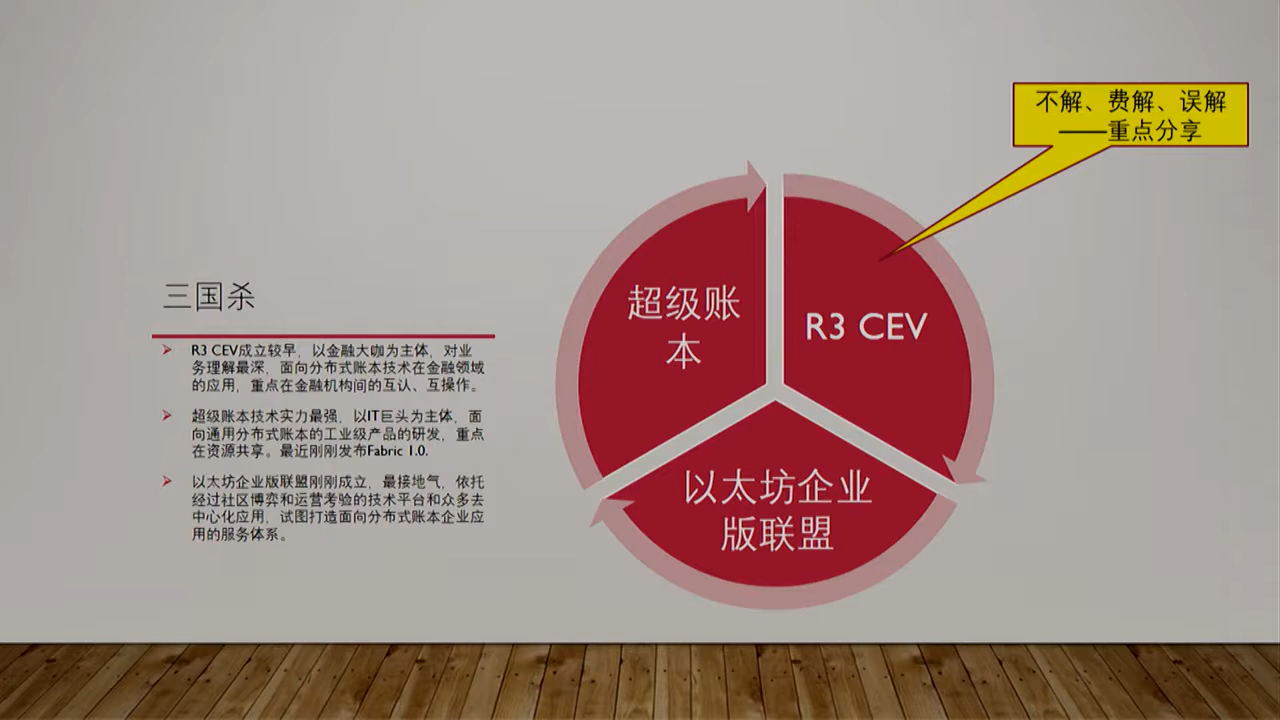 不解、费解、误解
——重点分享
超级账
本
R3 CEV
以太坊企业
版联盟
三国杀
R3 CEV成立较早，以金融大咖为主体，对业
务理解最深，面向分布式账本技术在金融领域
的应用，重点在金融机构间的互认、互操作。
超级账本技术实力最强，以IT巨头为主体，面
向通用分布式账本的工业级产品的研发，重点
在资源共享。最近刚刚发布Fabric 1.0.
以太坊企业版联盟刚刚成立，最接地气，依托
经过社区博弈和运营考验的技术平台和众多去
中心化应用，试图打造面向分布式账本企业应
用的服务体系。